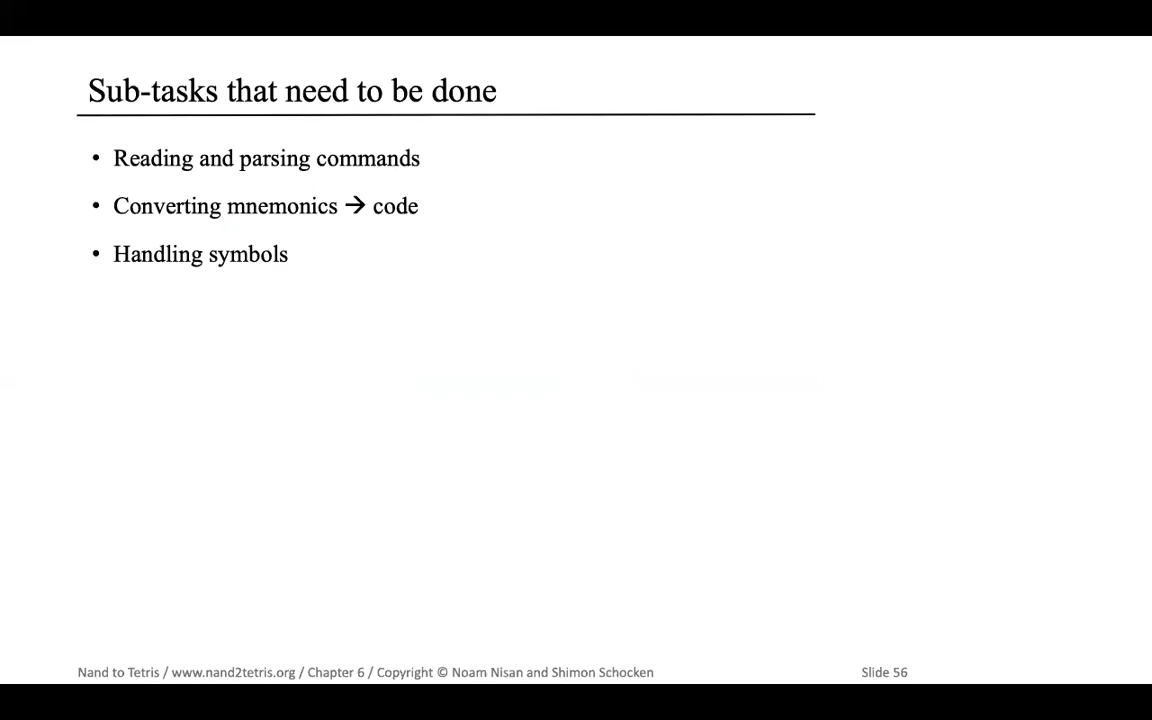 Sub-tasks that need to be done
• Reading and parsing commands
• Converting mnemonics → code
• Handling symbols
Nand to Tetris / www.nand2tetris.org / Chapter 6 / Copyright © Noam Nisan and Shimon Schocken Slide 56